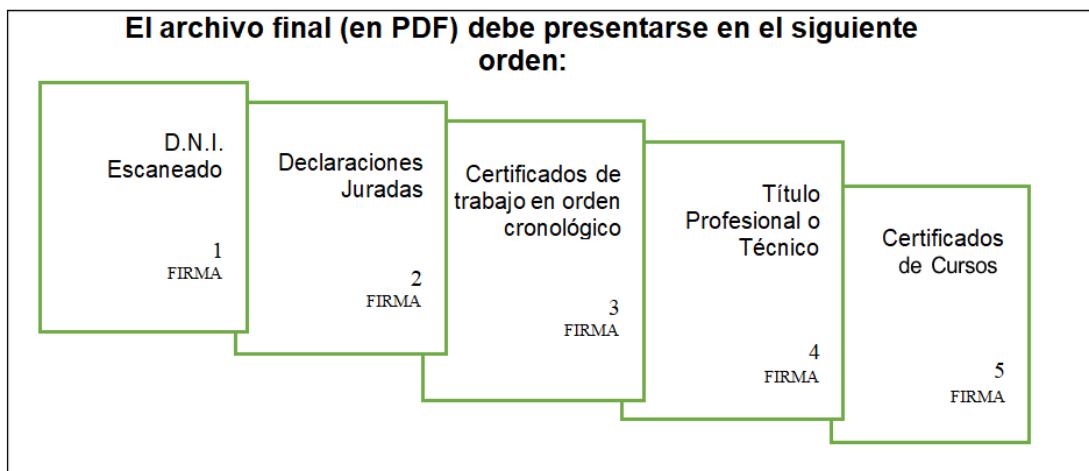 El archivo final (en PDF) debe presentarse en el siguiente
orden:
D.N.I.
Escaneado
1
FIRMA
Declaraciones
Juradas
2
FIRMA
Certificados de
trabajo en orden
cronológico
3
FIRMA
Título
Profesional o
Técnico
4
FIRMA
Certificados
de Cursos
5
FIRMA